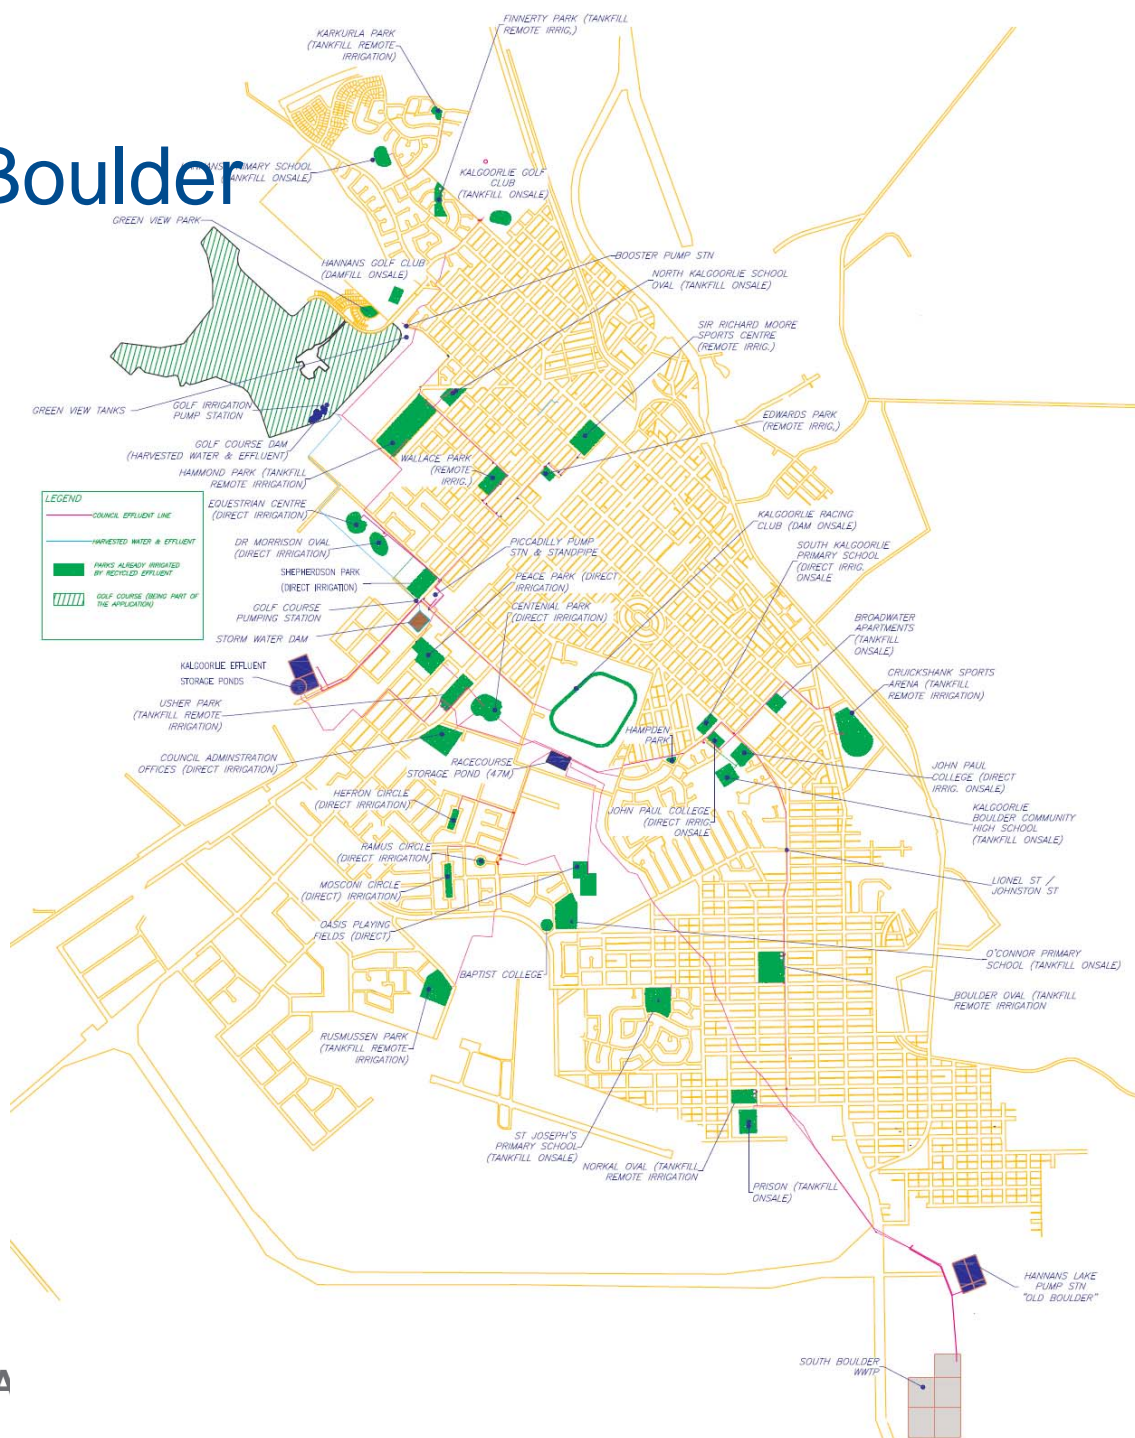 FINNERTY PARK (TANKFILL
REMOTE IRRIG,)
KARKURLA PARK
(TANKFILL REMOTE
IRRIGATION)
Boulder
PRIMARY SCHOOL
(TANKFILL ONSALE)
KALGOORLIE GOLF
CLUB
(TANKFILL ONSALE)
GREEN VIEW PARK
HANNANS GOLF CLUB
(DAMFILL ONSALE)
BOOSTER PUMP STN
NORTH KALGOORLIE SCHOOL
OVAL (TANKFILL ONSALE)
SIR RICHARD MOORE
SPORTS CENTRE
(REMOTE IRRIG.)
GREEN VIEW TANKS
GOLF IRRIGATION
PUMP STATION
EDWARDS PARK
(REMOTE IRRIG,)
GOLF COURSE DAM
(HARVESTED WATER & EFFLUENT)
WALLACE PARK
(REMOTE
IRRIG.)
HAMMOND PARK (TANKFILL
REMOTE IRRIGATION)
LEGEND
COUNCIL EFFLUENT LINE
HARVESTED WATER & EFFLUENT
PARKS ALREADY IRRIGATED
BY RECYCLED EFFLUENT
GOLF COURSE (BEING PART OF
THE APPLICATION)
EQUESTRIAN CENTRE
(DIRECT IRRIGATION)
KALGOORLIE RACING
CLUB (DAM ONSALE)
DR MORRISON OVAL
(DIRECT IRRIGATION)
PICCADILLY PUMP
STN & STANDPIPE
SOUTH KALGOORLIE
PRIMARY SCHOOL
(DIRECT IRRIG.
ONSALE
SHEPHERDSON PARK
(DIRECT IRRIGATION)
PEACE PARK (DIRECT
IRRIGATION)
GOLF COURSE
PUMPING STATION
CENTENIAL PARK
(DIRECT IRRIGATION)
STORM WATER DAM
BROADWATER
APARTMENTS
(TANKFILL
ONSALE)
KALGOORLIE EFFLUENT
STORAGE PONDS
CRUICKSHANK SPORTS
ARENA (TANKFILL
REMOTE IRRIGATION)
USHER PARK
(TANKFILL REMOTE
IRRIGATION)
HAMPDEN
PARK
COUNCIL ADMINSTRATION
OFFICES (DIRECT IRRIGATION)
RACECOURSE
STORAGE POND (47M)
JOHN PAUL
COLLEGE (DIRECT
IRRIG. ONSALE)
HEFRON CIRCLE
(DIRECT IRRIGATION)
JOHN PAUL COLLEGE
(DIRECT IRRIG.
ONSALE
KALGOORLIE
BOULDER COMMUNITY
HIGH SCHOOL
(TANKFILL ONSALE)
RAMUS CIRCLE
(DIRECT IRRIGATION)
MOSCONI CIRCLE
(DIRECT) IRRIGATION)
LIONEL ST /
JOHNSTON ST
OASIS PLAYING
FIELDS (DIRECT)
O'CONNOR PRIMARY
SCHOOL (TANKFILL ONSALE)
BAPTIST COLLEGE
BOULDER OVAL (TANKFILL
REMOTE IRRIGATION
RUSMUSSEN PARK
(TANKFILL REMOTE
IRRIGATION)
ST JOSEPH'S
PRIMARY SCHOOL
(TANKFILL ONSALE)
NORKAL OVAL (TANKFILL
REMOTE IRRIGATION
PRISON (TANKFILL
ONSALE)
HANNANS LAKE
PUMP STN
"OLD BOULDER"
SOUTH BOULDER
WWTP